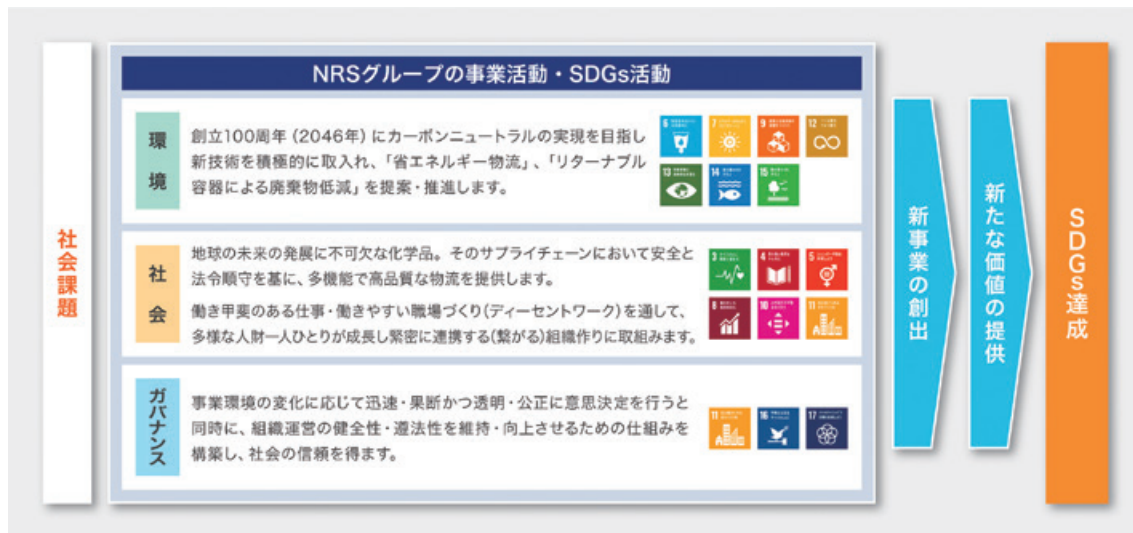 社会課題
NRSグループの事業活動・SDGs活動
環境
創立100周年(2046年)にカーボンニュートラルの実現を目指し
新技術を積極的に取入れ、「省エネルギー物流」、「リターナブル
容器による廃棄物低減」を提案・推進します。
6
7
9
12
13
14
15
社会
地球の未来の発展に不可欠な化学品。そのサプライチェーンにおいて安全と
法令順守を基に、多機能で高品質な物流を提供します。
働き甲斐のある仕事・働きやすい職場づくり(ディーセントワーク)を通して、
多様な人財一人ひとりが成長し緊密に連携する(繋がる)組織作りに取組みます。
3
4
5
8
10
11
ガバナンス
事業環境の変化に応じて迅速・果断かつ透明・公正に意思決定を行うと
同時に、組織運営の健全性・遵法性を維持・向上させるための仕組みを
構築し、社会の信頼を得ます。
11
16
17
新事業の創出
新たな価値の提供
SDGs達成